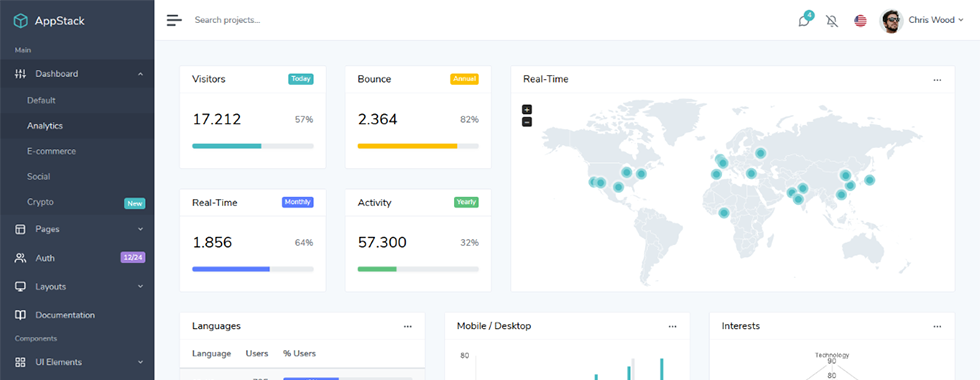 AppStack
Search projects...
4
Chris Wood
Main
Dashboard
Default
Analytics
E-commerce
Social
Crypto New
Pages
Auth 12/24
Layouts
Documentation
Components
UI Elements
Visitors Today
17.212 57%
Bounce Annual
2.364 82%
Real-Time Monthly
1.856 64%
Activity Yearly
57.300 32%
Real-Time ...
+
−
Languages ...
Language Users % Users
Mobile / Desktop ...
80
Interests ...
Technology
90
80